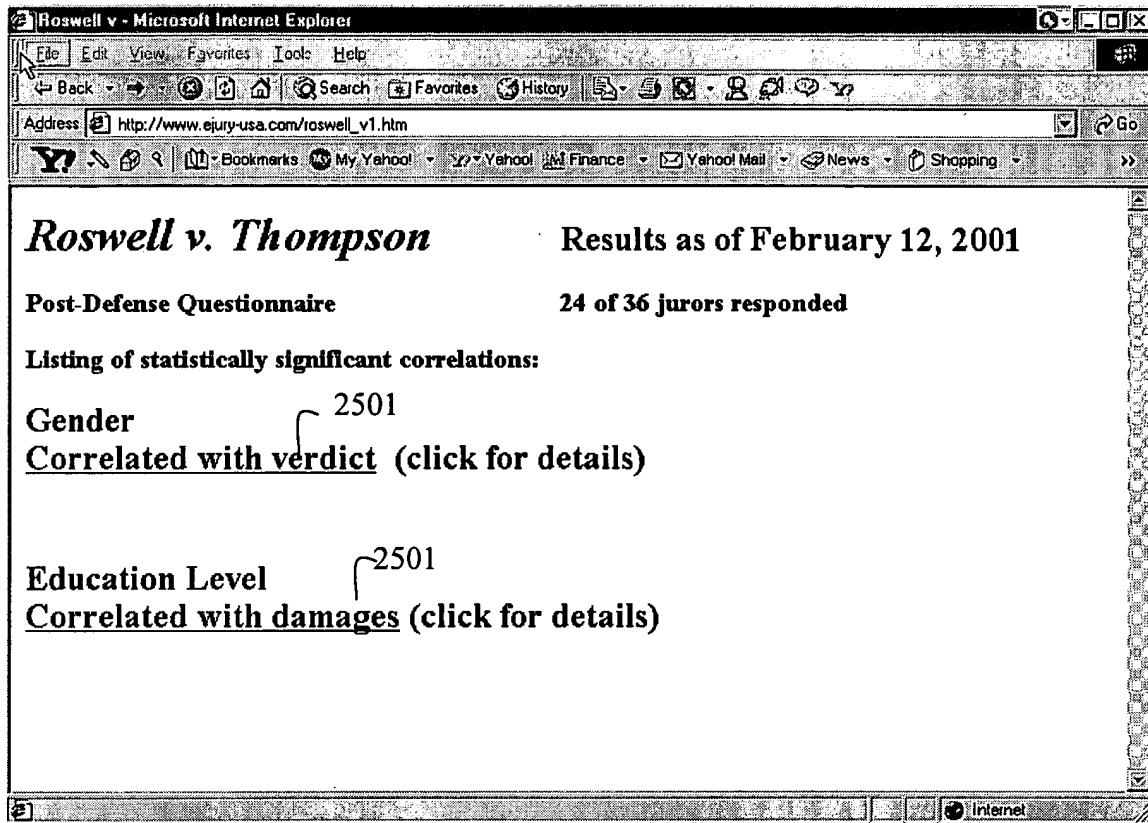 Roswell v - Microsoft Internet Explorer
File Edit View Favorites Tools Help
Back Search Favorites History
Address http://www.ejury-usa.com/roswell_v1.htm Go
Y! Bookmarks My Yahoo! Yahoo! Finance Yahoo! Mail News Shopping »
Roswell v. Thompson Results as of February 12, 2001
Post-Defense Questionnaire 24 of 36 jurors responded
Listing of statistically significant correlations:
2501
Gender
Correlated with verdict (click for details)
2501
Education Level
Correlated with damages (click for details)
Internet